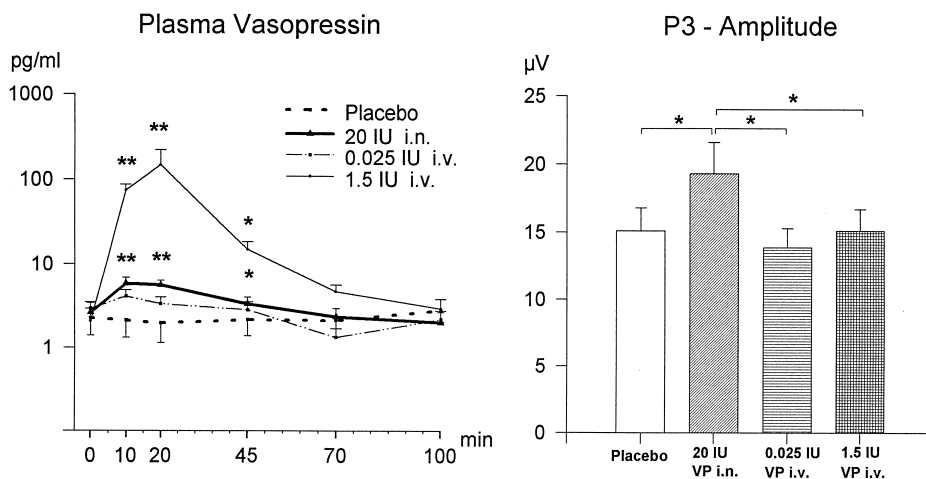 Plasma Vasopressin
pg/ml
1000
100
10
1
** **
*
** **
*
Placebo
20 IU i.n.
0.025 IU i.v.
1.5 IU i.v.
0 10 20 45 70 100 min
P3 - Amplitude
µV
25
20
15
10
5
0
*
* *
Placebo 20 IU 0.025 IU 1.5 IU
VP i.n. VP i.v. VP i.v.